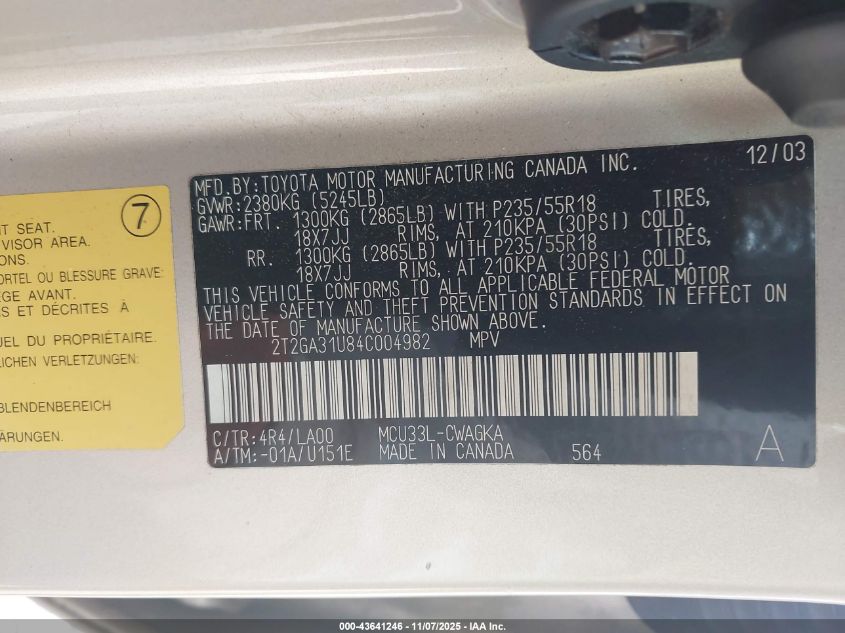 7
T SEAT.
VISOR AREA.
ONS.
ORTEL OU BLESSURE GRAVE:
GE AVANT.
S ET DÉCRITES À
UEL DU PROPRIÉTAIRE.
LICHEN VERLETZUNGEN
BLENDENBEREICH
ÄRUNGEN.
12/03
MFD.BY:TOYOTA MOTOR MANUFACTURING CANADA INC.
GVWR:2380KG (5245LB)
GAWR:FRT. 1300KG (2865LB) WITH P235/55R18 TIRES,
18X7JJ RIMS, AT 210KPA (30PSI) COLD.
RR. 1300KG (2865LB) WITH P235/55R18 TIRES,
18X7JJ RIMS, AT 210KPA (30PSI) COLD.
THIS VEHICLE CONFORMS TO ALL APPLICABLE FEDERAL MOTOR
VEHICLE SAFETY AND THEFT PREVENTION STANDARDS IN EFFECT ON
THE DATE OF MANUFACTURE SHOWN ABOVE.
2T2GA31U84C004982 MPV
C/TR:4R4/LA00 MCU33L-CWAGKA
A/TM:-01A/U151E MADE IN CANADA 564 A
000-43641246 - 11/07/2025 - IAA Inc.